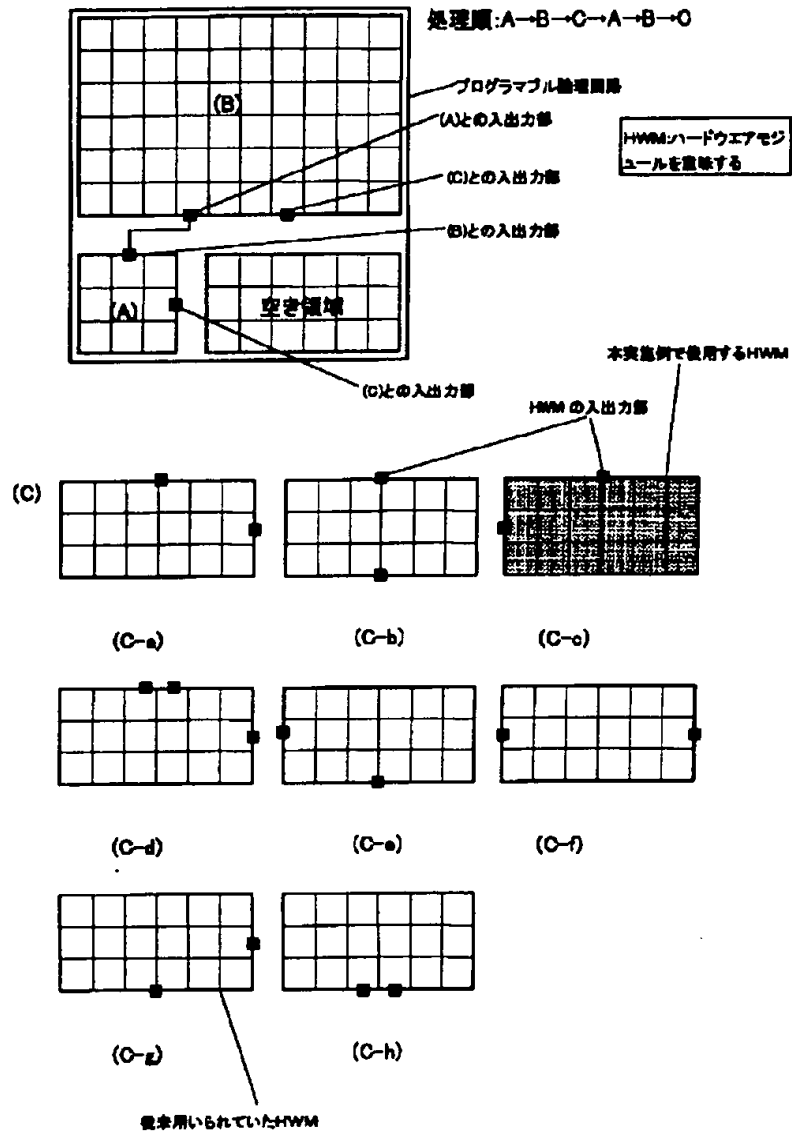 処理順:A→B→C→A→B→C
プログラマブル論理回路
(B)
(A)との入出力部
HWM:ハードウエアモジ
ュールを意味する
(C)との入出力部
(B)との入出力部
(A)
空き領域
(C)との入出力部
本実施例で使用するHWM
HWM の入出力部
(C)
(C-a)
(C-b)
(C-c)
(C-d)
(C-e)
(C-f)
(C-g)
(C-h)
従来用いられていたHWM